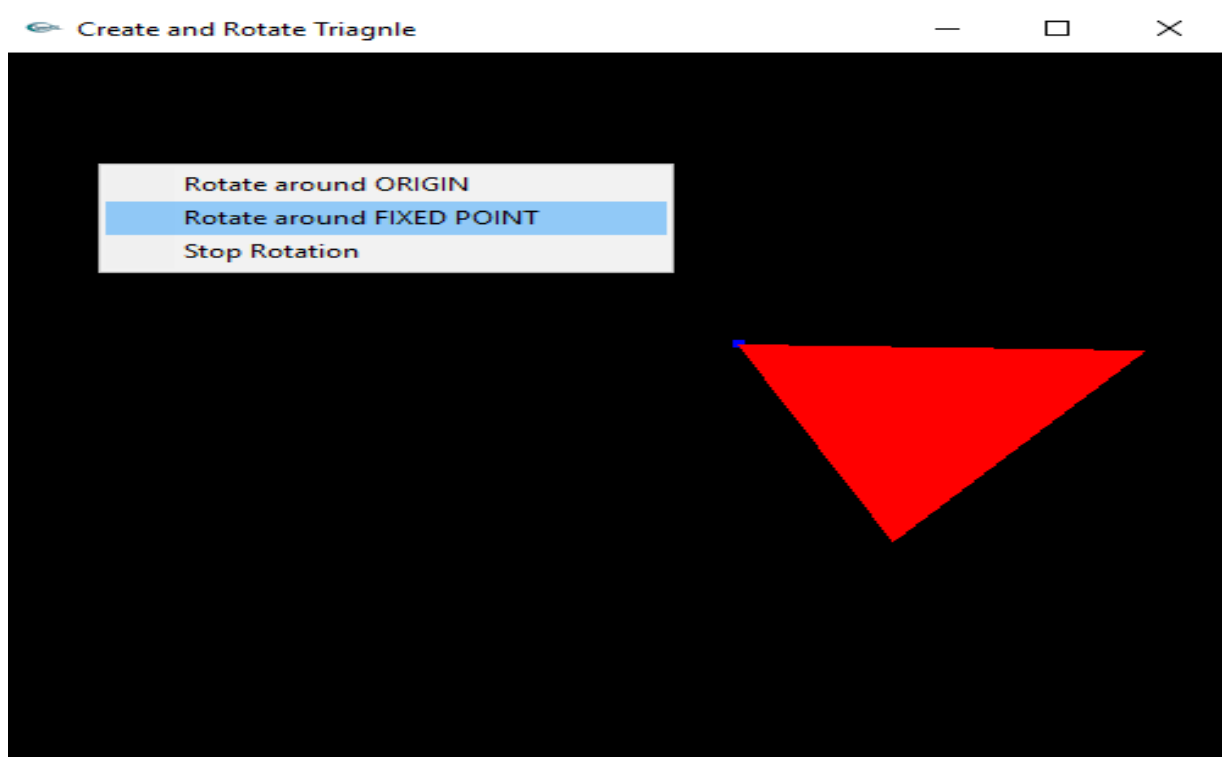 Create and Rotate Triagnle
Rotate around ORIGIN
Rotate around FIXED POINT
Stop Rotation